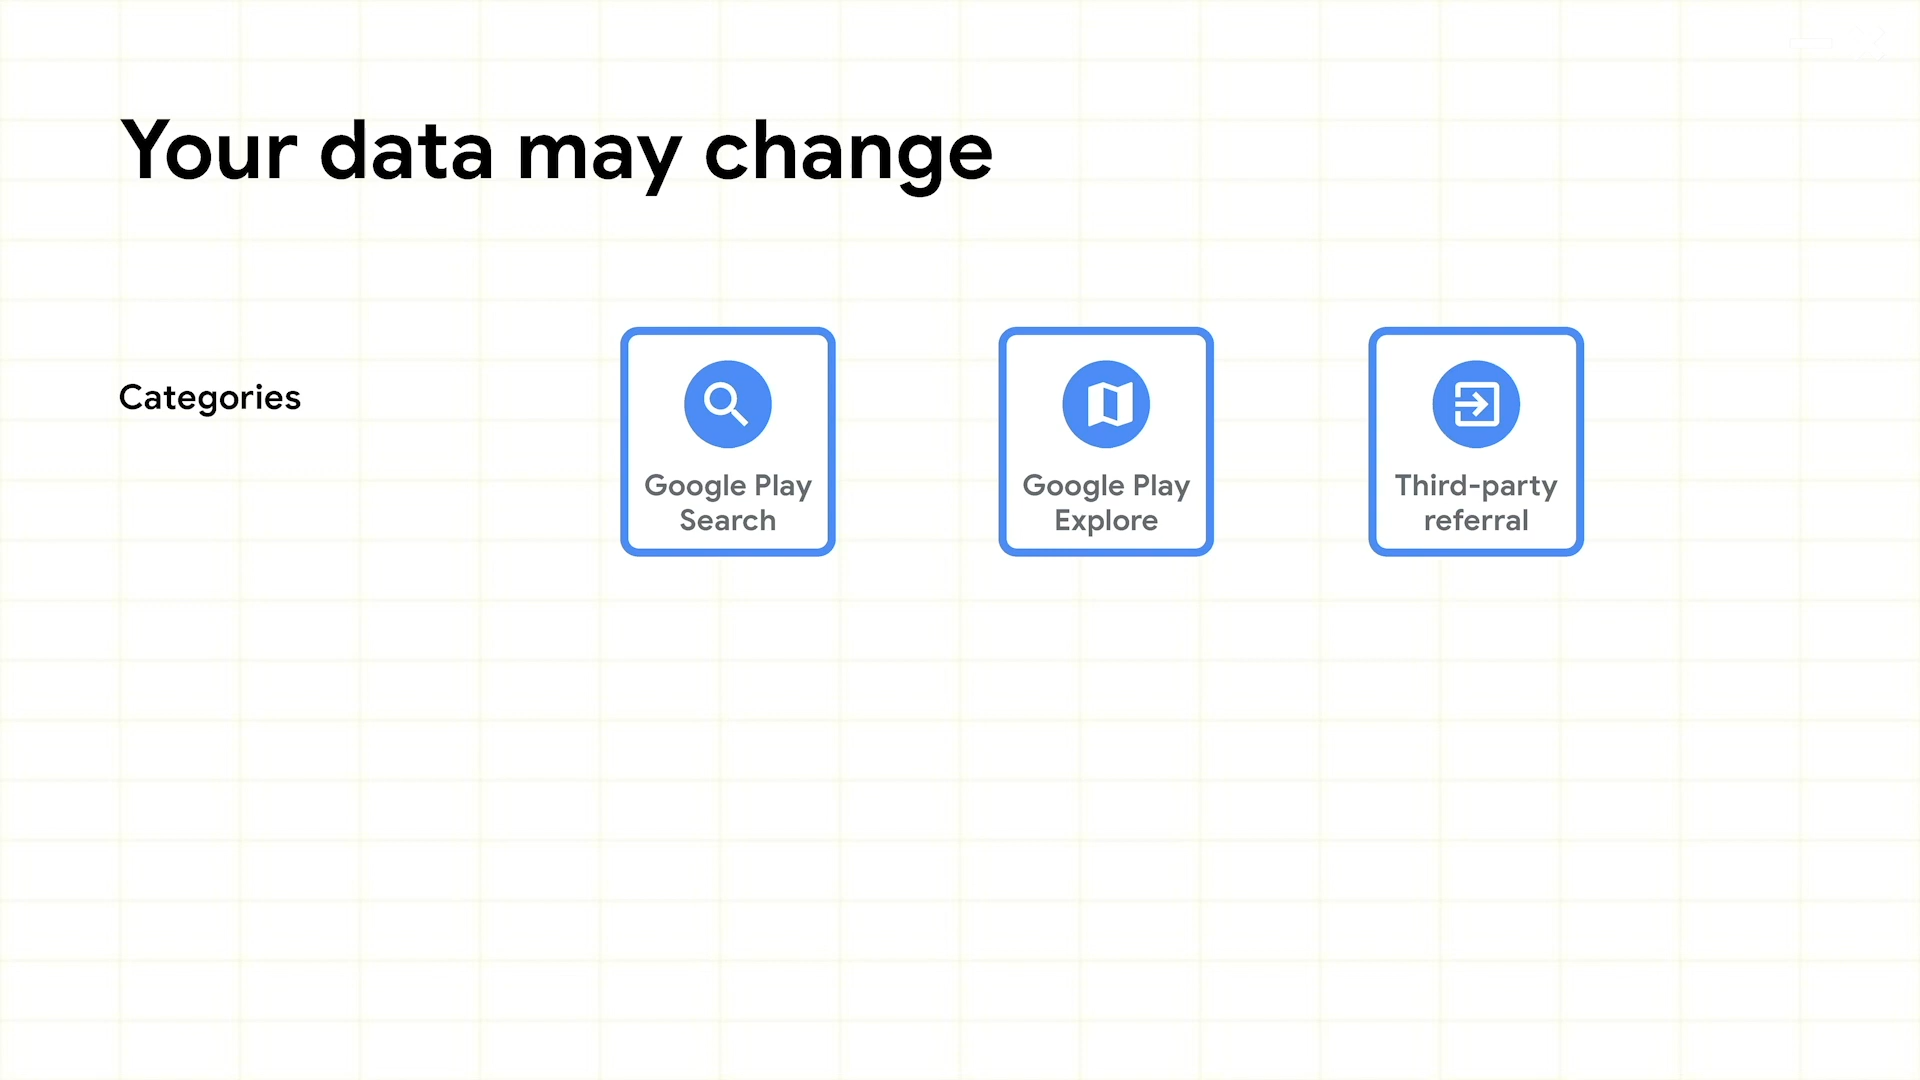 Your data may change
Categories
Google Play
Search
Google Play
Explore
Third-party
referral